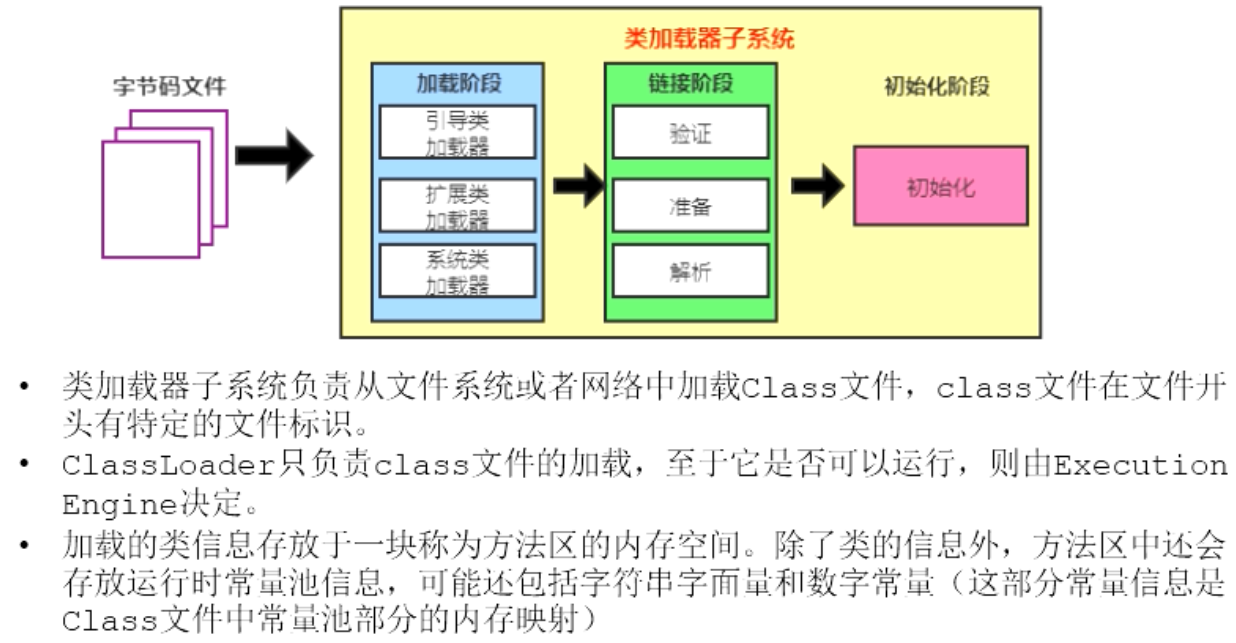 类加载器子系统
字节码文件
加载阶段
引导类
加载器
扩展类
加载器
系统类
加载器
链接阶段
验证
准备
解析
初始化阶段
初始化
• 类加载器子系统负责从文件系统或者网络中加载Class文件，class文件在文件开
头有特定的文件标识。
• ClassLoader只负责class文件的加载，至于它是否可以运行，则由Execution
Engine决定。
• 加载的类信息存放于一块称为方法区的内存空间。除了类的信息外，方法区中还会
存放运行时常量池信息，可能还包括字符串字面量和数字常量（这部分常量信息是
Class文件中常量池部分的内存映射）